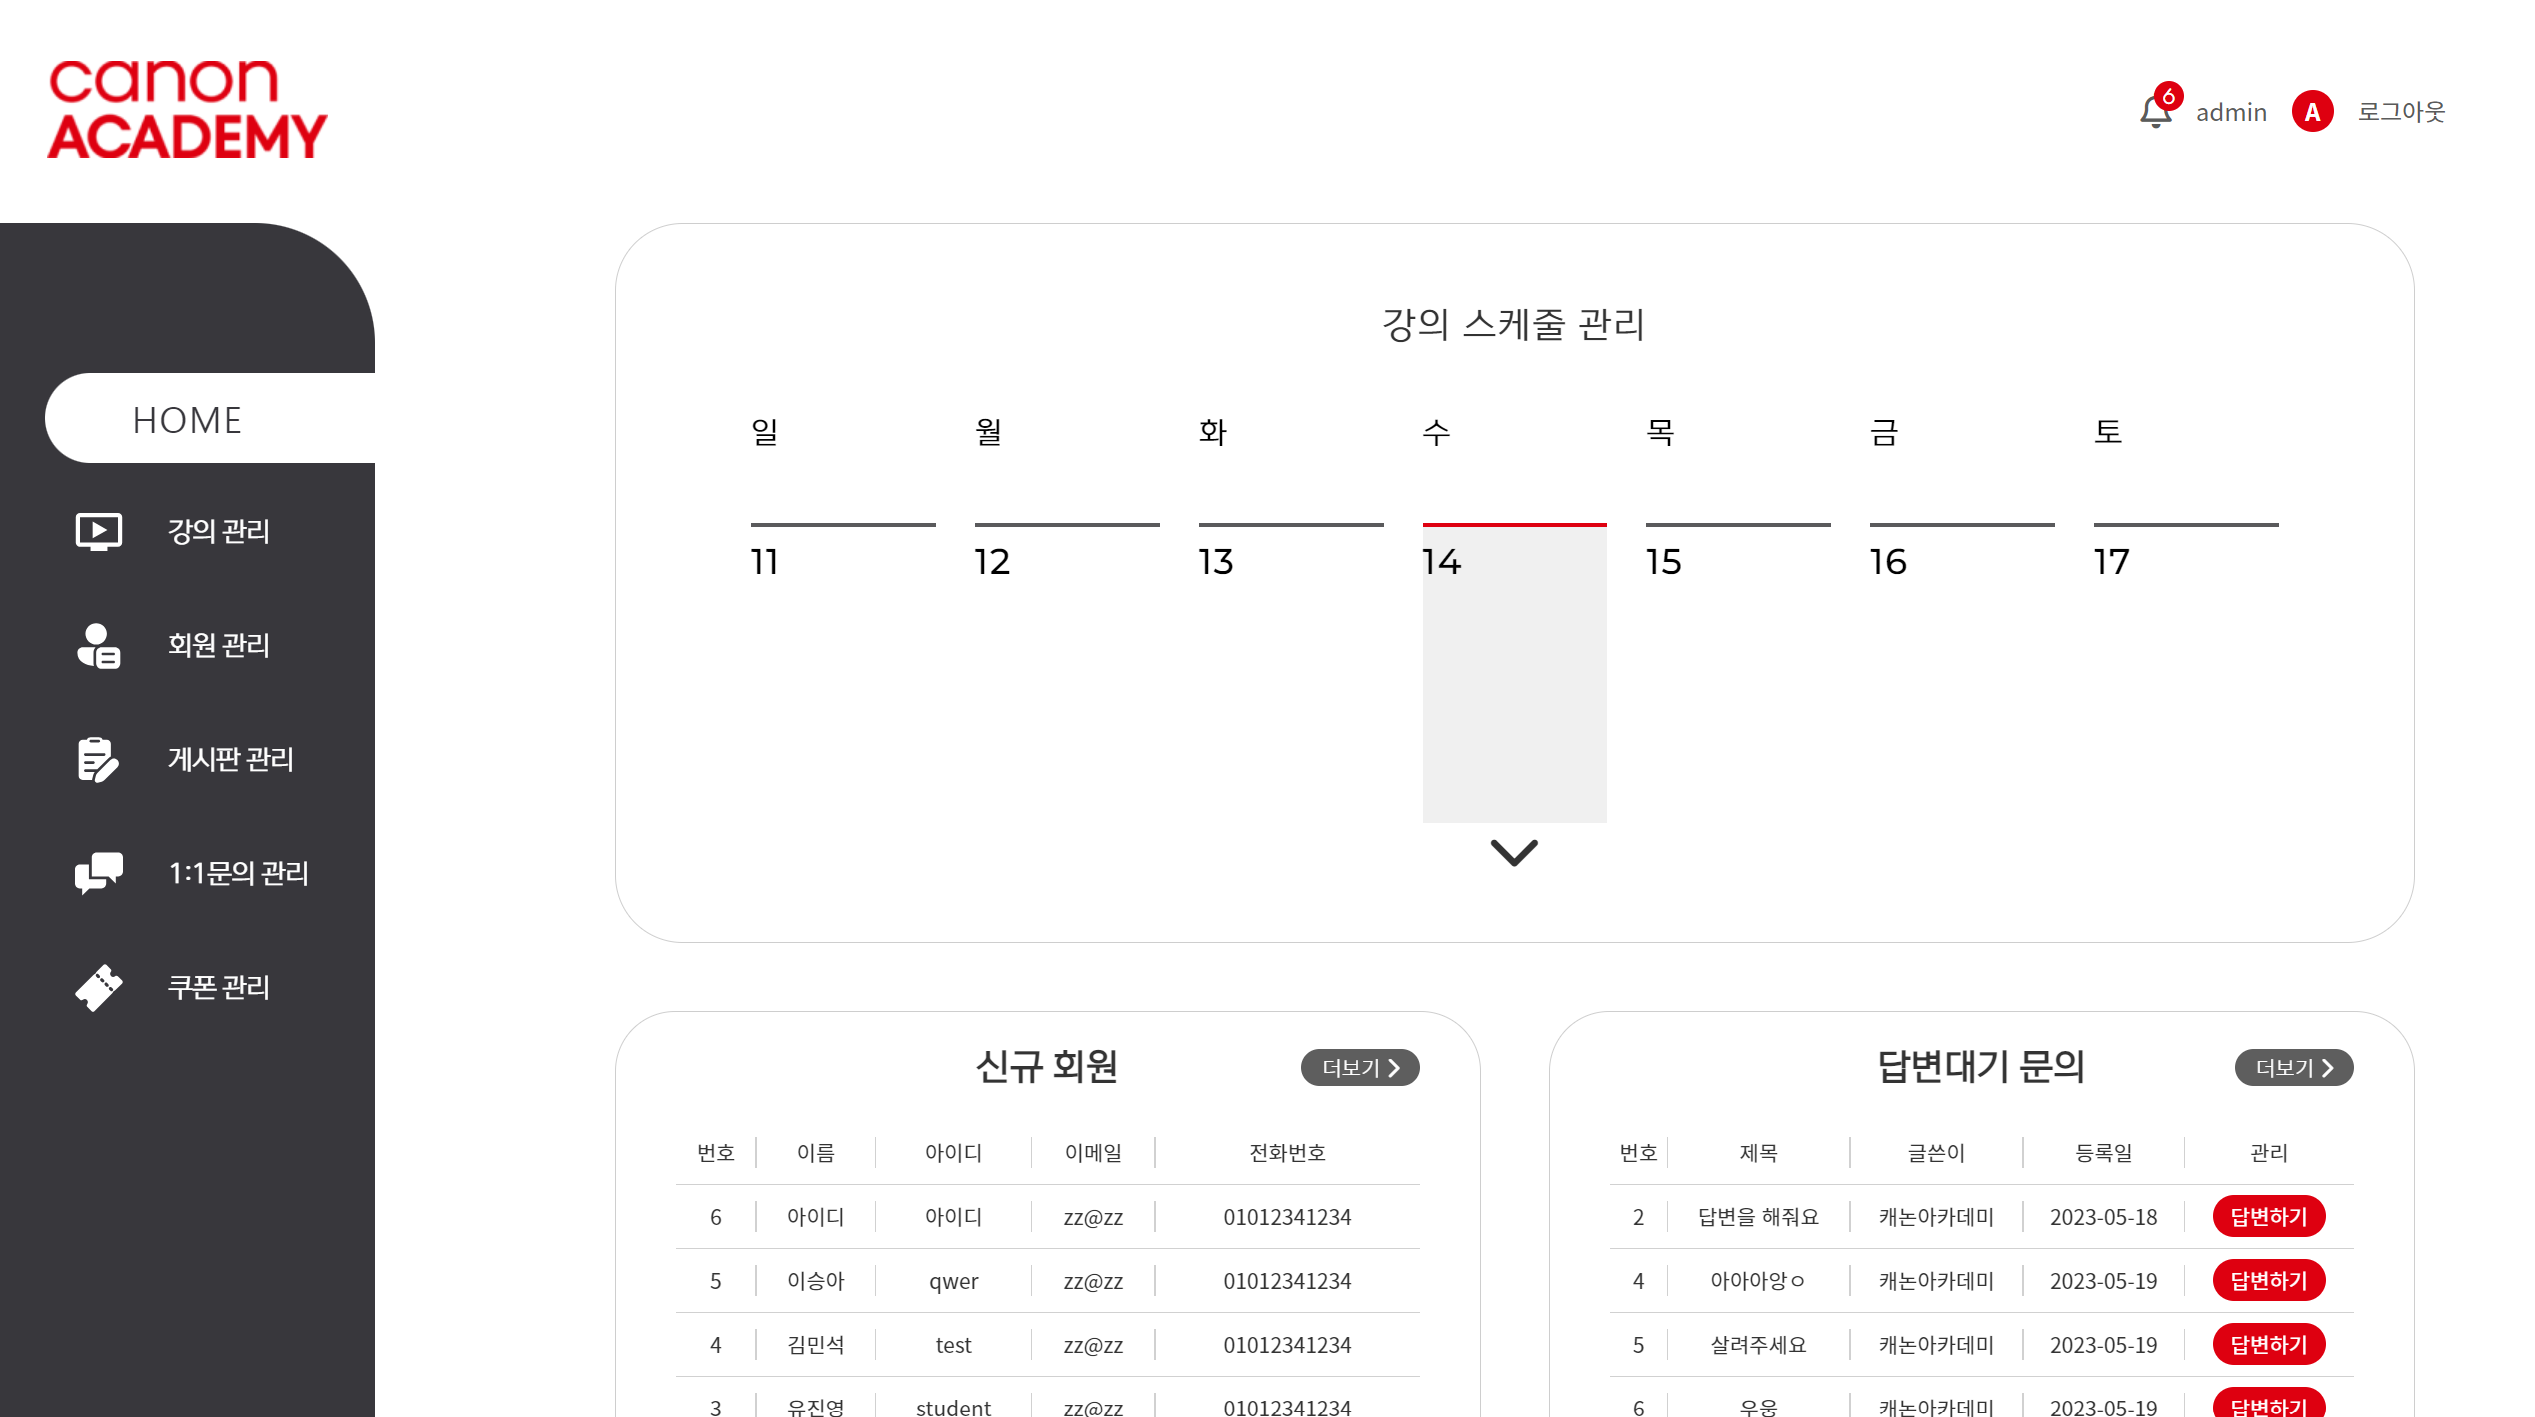 canon
ACADEMY
6 admin A 로그아웃
HOME
강의 관리
회원 관리
게시판 관리
1:1문의 관리
쿠폰 관리
강의 스케줄 관리
일 월 화 수 목 금 토
11 12 13 14 15 16 17
신규 회원 더보기
번호 이름 아이디 이메일 전화번호
6 아이디 아이디 zz@zz 01012341234
5 이승아 qwer zz@zz 01012341234
4 김민석 test zz@zz 01012341234
3 유진영 student zz@zz 01012341234
답변대기 문의 더보기
번호 제목 글쓴이 등록일 관리
2 답변을 해줘요 캐논아카데미 2023-05-18 답변하기
4 아아아앙ㅇ 캐논아카데미 2023-05-19 답변하기
5 살려주세요 캐논아카데미 2023-05-19 답변하기
6 우웅 캐논아카데미 2023-05-19 답변하기